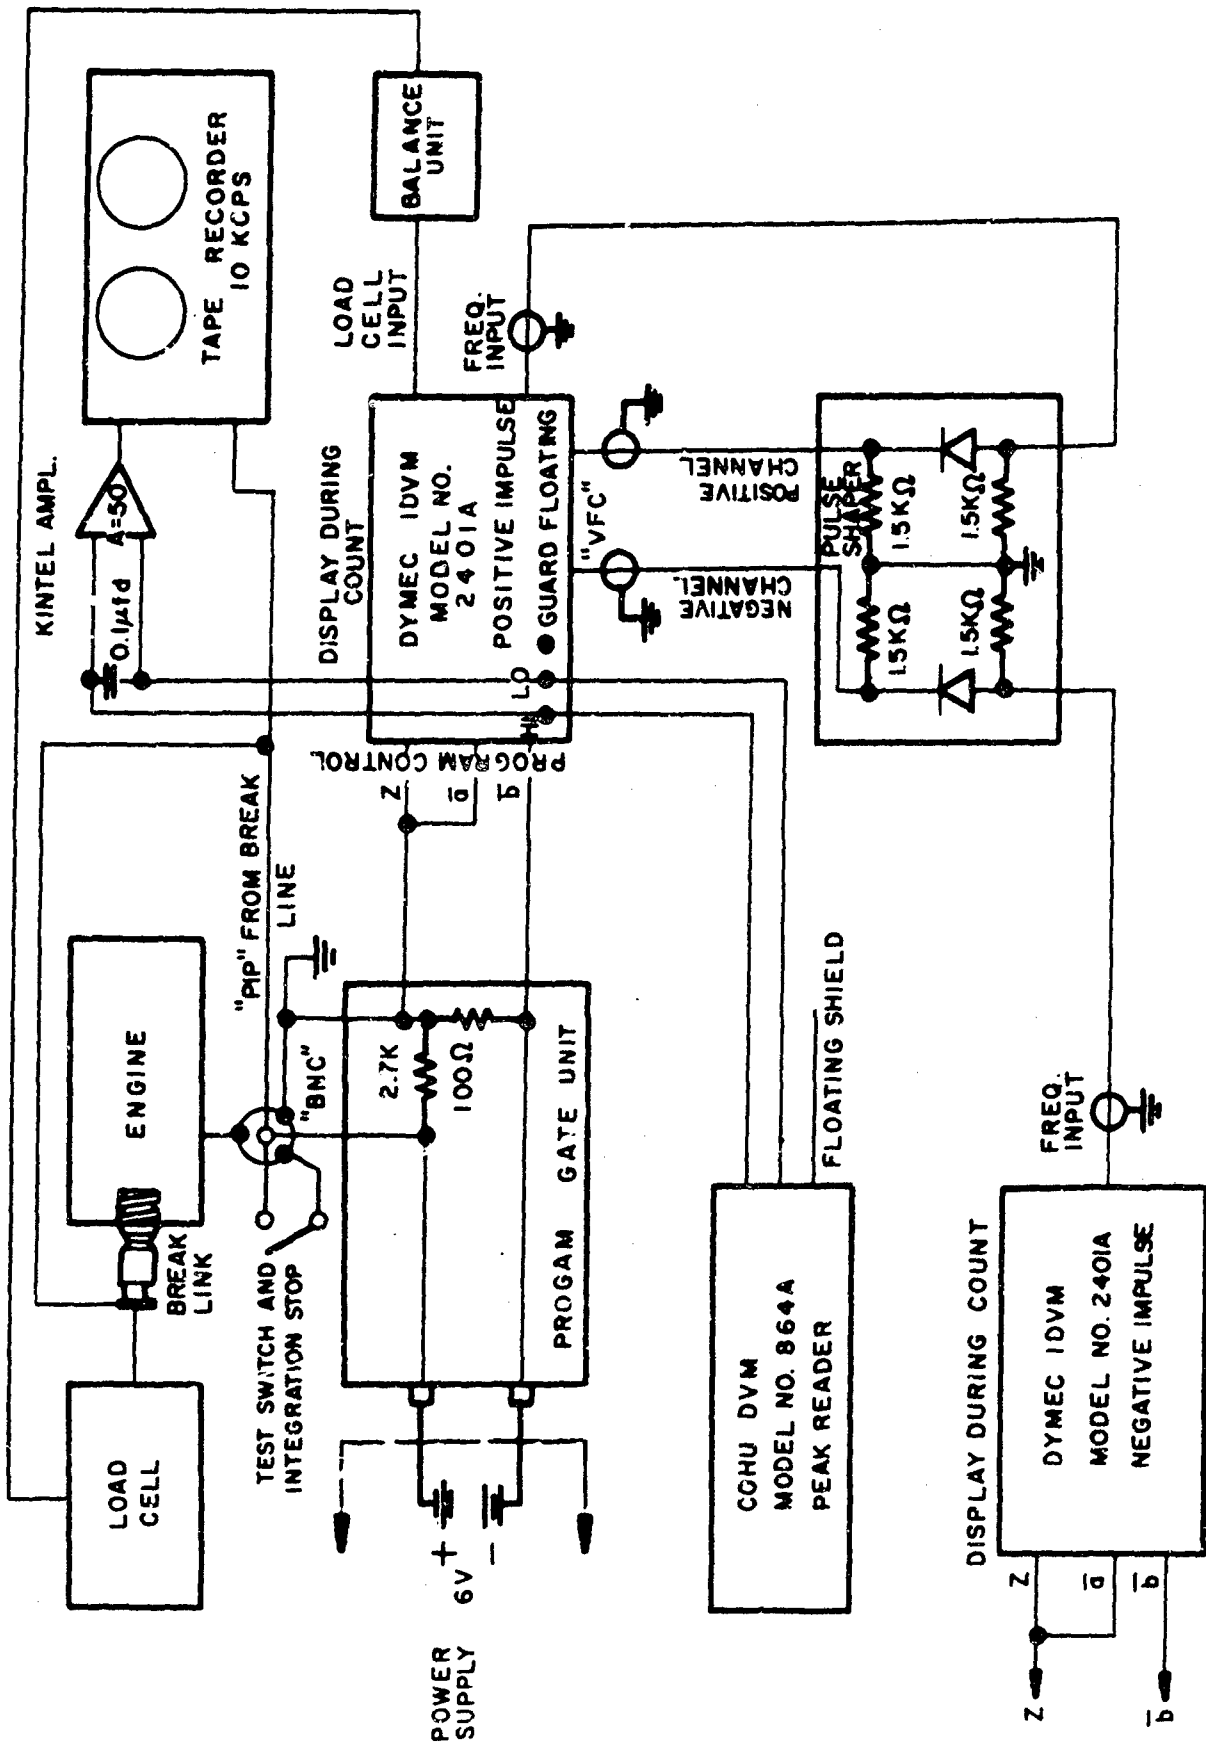 LOAD
CELL
BREAK
LINK
ENGINE
KINTEL AMPL.
0.1μfd
A=50
TAPE RECORDER
10 KCPS
"PIP" FROM BREAK
LINE
TEST SWITCH AND
INTEGRATION STOP
"BNC"
POWER
SUPPLY
6V
+
-
2.7K
100Ω
PROGAM GATE UNIT
PROGRAM CONTROL
Z
a
b
DISPLAY DURING
COUNT
DYMEC IDVM
MODEL NO.
2401A
POSITIVE IMPULSE
HI
LO
GUARD FLOATING
LOAD
CELL
INPUT
BALANCE
UNIT
FREQ.
INPUT
"VFC"
NEGATIVE
CHANNEL
POSITIVE
CHANNEL
COHU DVM
MODEL NO. 864A
PEAK READER
FLOATING SHIELD
PULSE
SHAPER
1.5KΩ
1.5KΩ
1.5KΩ
1.5KΩ
DISPLAY DURING COUNT
DYMEC IDVM
MODEL NO. 2401A
NEGATIVE IMPULSE
FREQ.
INPUT
Z
a
b
Z
b